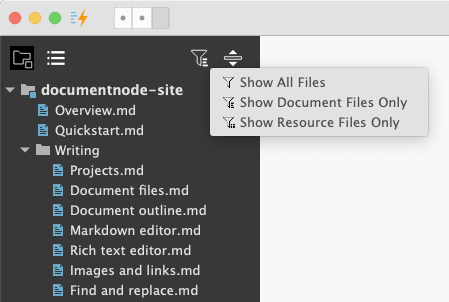 Show All Files
Show Document Files Only
Show Resource Files Only
documentnode-site
Overview.md
Quickstart.md
Writing
Projects.md
Document files.md
Document outline.md
Markdown editor.md
Rich text editor.md
Images and links.md
Find and replace.md